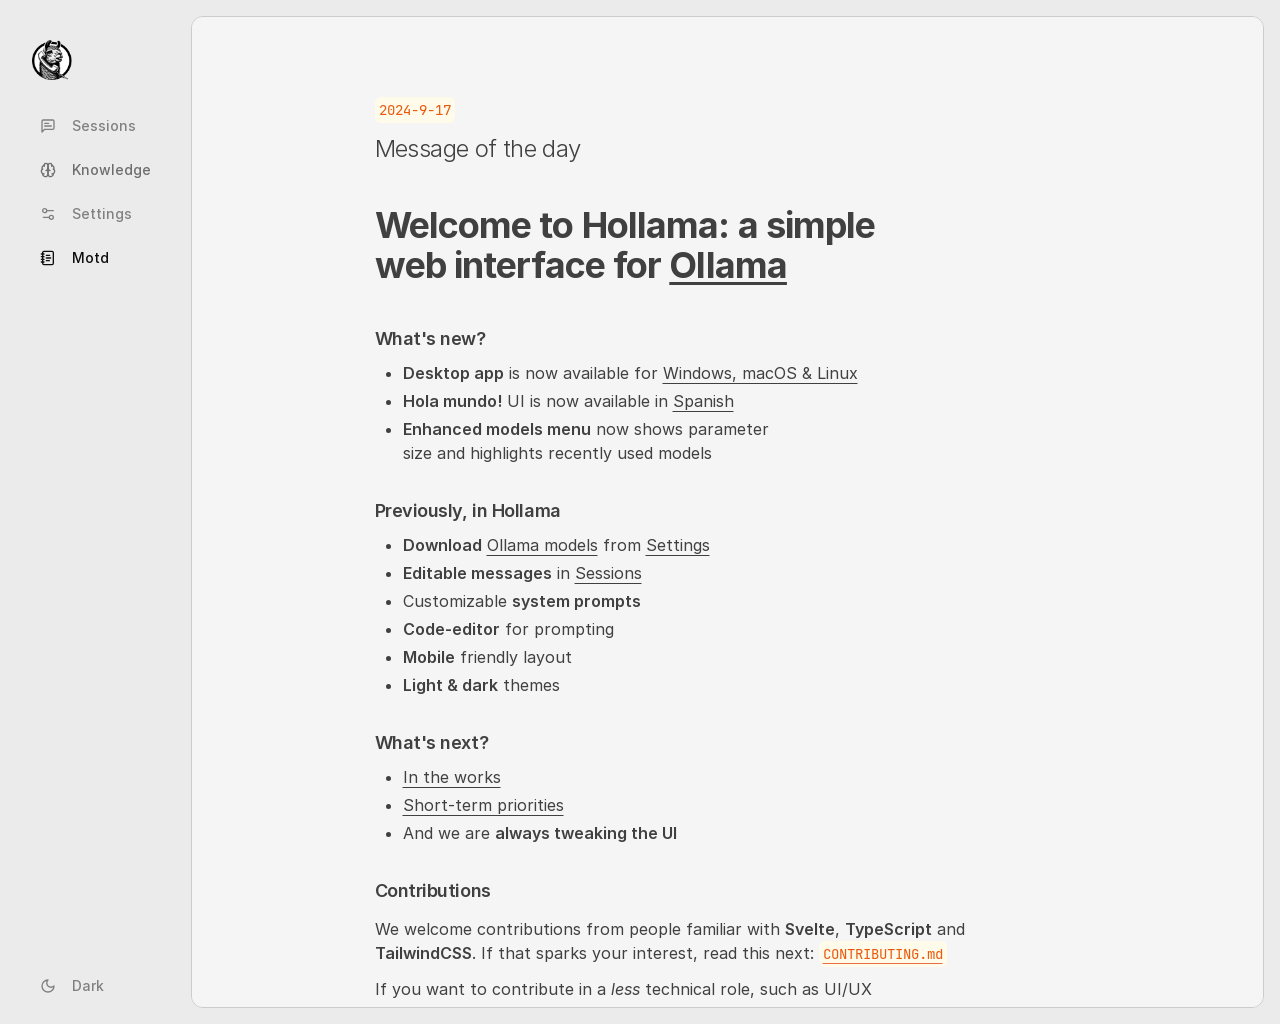 Sessions
Knowledge
Settings
Motd
Dark
2024-9-17
Message of the day
Welcome to Hollama: a simple
web interface for Ollama
What's new?
Desktop app is now available for Windows, macOS & Linux
Hola mundo! UI is now available in Spanish
Enhanced models menu now shows parameter
size and highlights recently used models
Previously, in Hollama
Download Ollama models from Settings
Editable messages in Sessions
Customizable system prompts
Code-editor for prompting
Mobile friendly layout
Light & dark themes
What's next?
In the works
Short-term priorities
And we are always tweaking the UI
Contributions
We welcome contributions from people familiar with Svelte, TypeScript and
TailwindCSS. If that sparks your interest, read this next: CONTRIBUTING.md
If you want to contribute in a less technical role, such as UI/UX